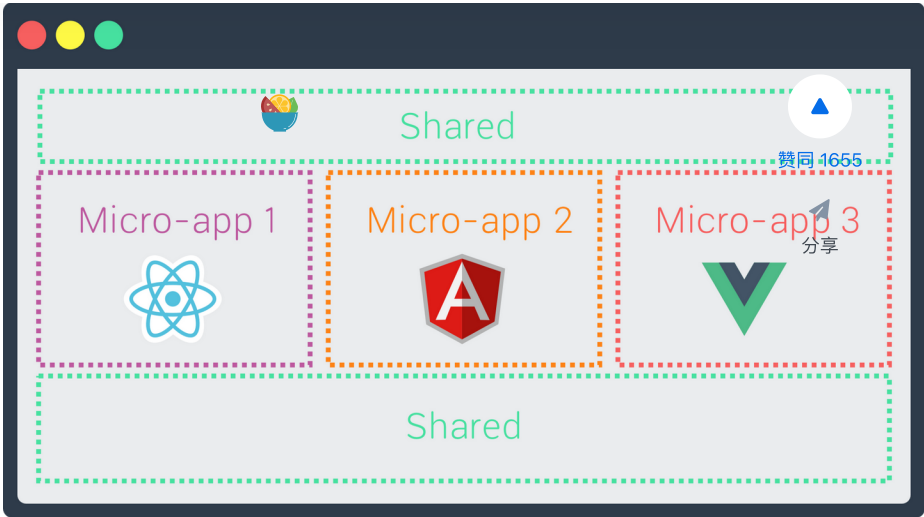 Shared
赞同 1655
Micro-app 1
Micro-app 2
Micro-app 3
分享
Shared